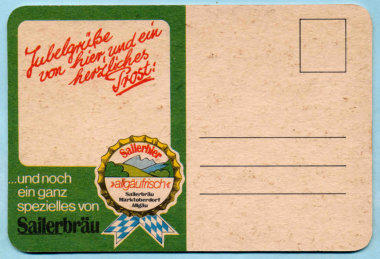 Jubelgrüße
von hier, und ein
herzliches
Prost!
...und noch
ein ganz
spezielles von
Sailerbräu
Sailerbier
»allgäufrisch«
Sailerbräu
Marktoberdorf
Allgäu